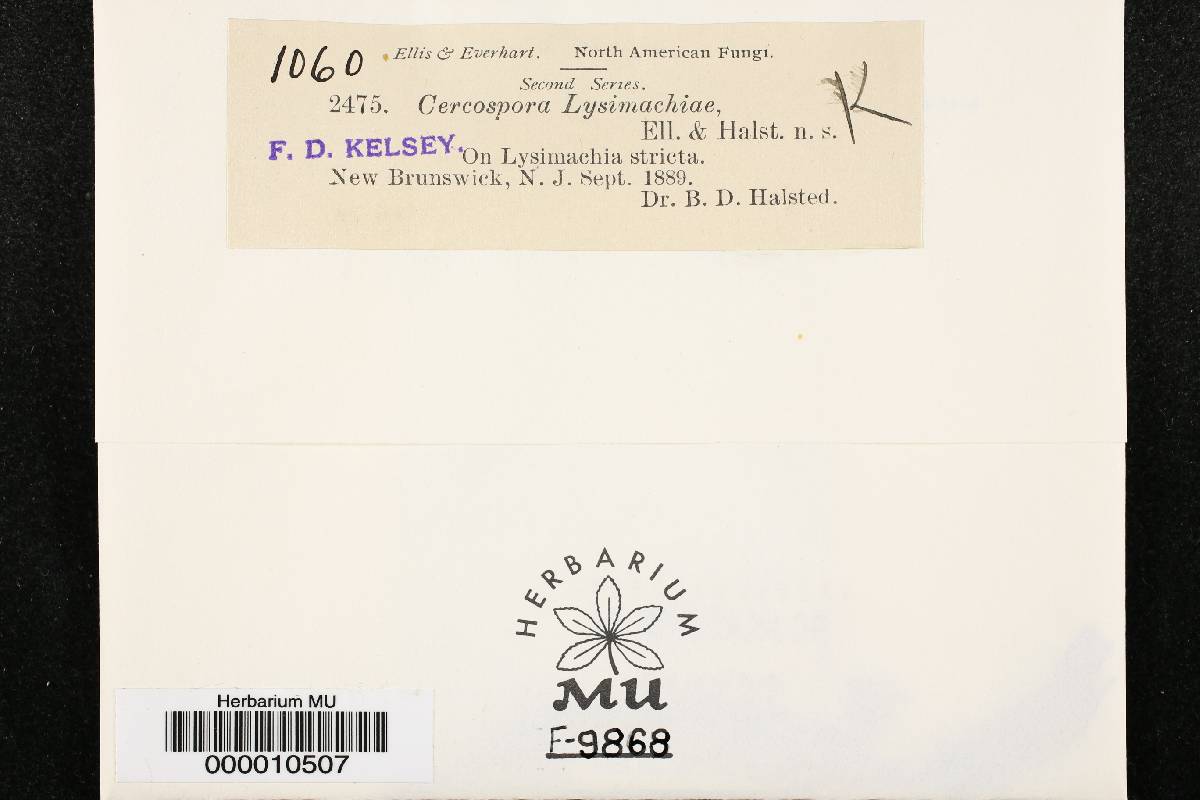 1060 Ellis & Everhart. North American Fungi.
Second Series.
2475. Cercospora Lysimachiae,
Ell. & Halst. n. s.
K
F. D. KELSEY.
On Lysimachia stricta.
New Brunswick, N. J. Sept. 1889.
Dr. B. D. Halsted.
HERBARIUM
MU
F-9868
Herbarium MU
000010507